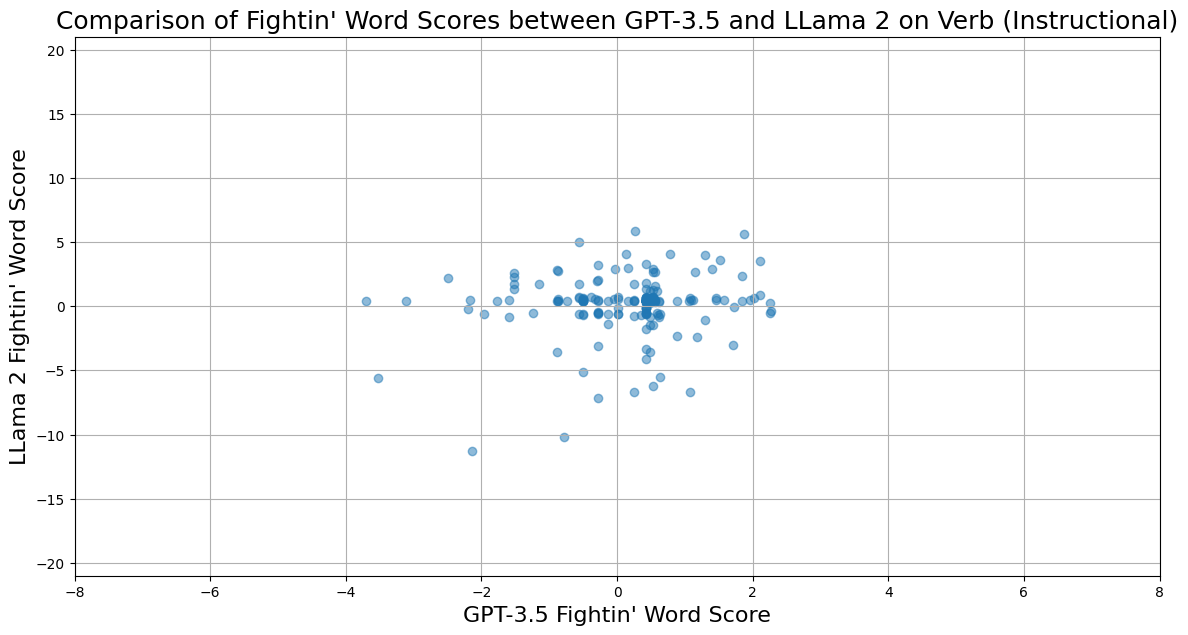 Comparison of Fightin' Word Scores between GPT-3.5 and LLama 2 on Verb (Instructional)
LLama 2 Fightin' Word Score
20
15
10
5
0
−5
−10
−15
−20
−8 −6 −4 −2 0 2 4 6 8
GPT-3.5 Fightin' Word Score